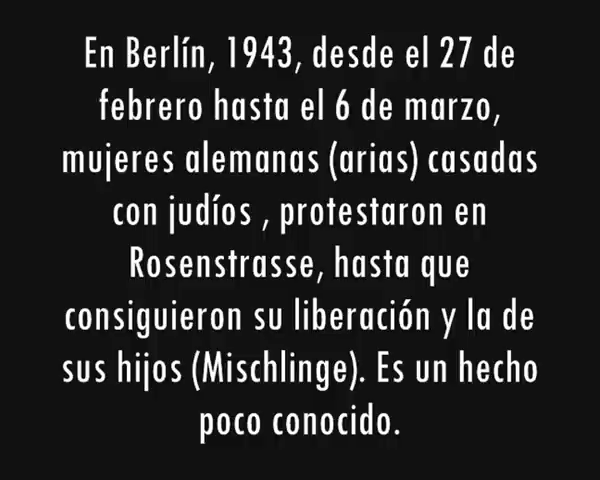 En Berlín, 1943, desde el 27 de
febrero hasta el 6 de marzo,
mujeres alemanas (arias) casadas
con judíos , protestaron en
Rosenstrasse, hasta que
consiguieron su liberación y la de
sus hijos (Mischlinge). Es un hecho
poco conocido.